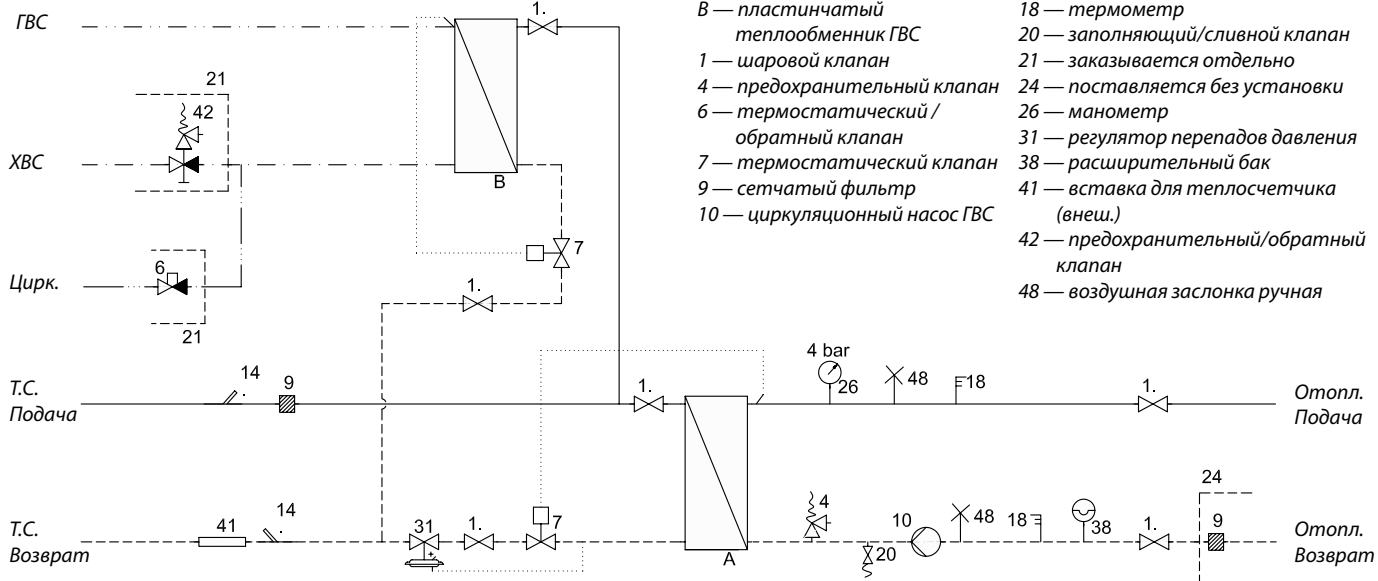 В — пластинчатый
теплообменник ГВС
1 — шаровой клапан
4 — предохранительный клапан
6 — термостатический /
обратный клапан
7 — термостатический клапан
9 — сетчатый фильтр
10 — циркуляционный насос ГВС
18 — термометр
20 — заполняющий/сливной клапан
21 — заказывается отдельно
24 — поставляется без установки
26 — манометр
31 — регулятор перепадов давления
38 — расширительный бак
41 — вставка для теплосчетчика
(внеш.)
42 — предохранительный/обратный
клапан
48 — воздушная заслонка ручная
ГВС
1.
21
42
ХВС
B
7
6
Цирк.
1.
21
4 bar
Т.С.
Подача
14
9
1.
26
48
18
1.
Отопл.
Подача
24
Т.С.
Возврат
41
14
31
1.
7
A
4
20
10
48
18
38
1.
9
Отопл.
Возврат